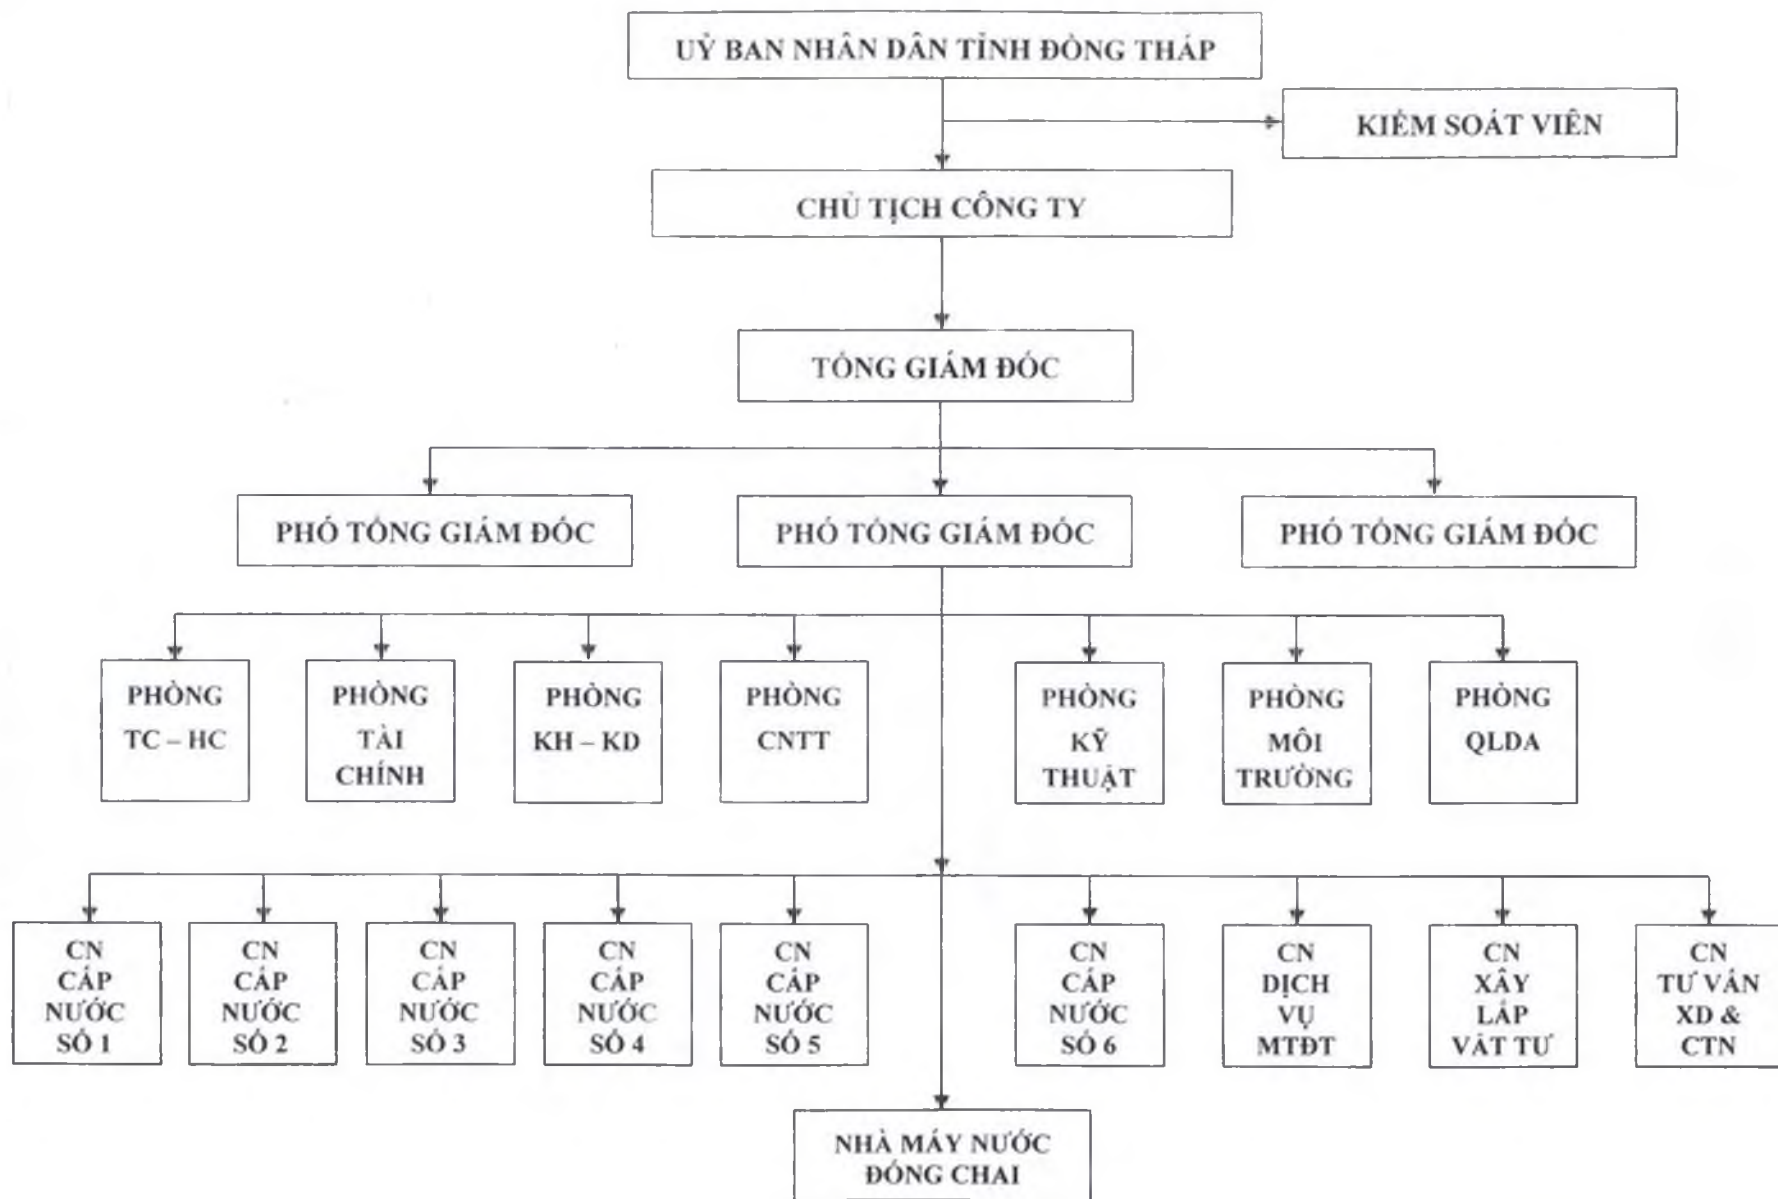 UỶ BAN NHÂN DÂN TỈNH ĐỒNG THÁP
KIỂM SOÁT VIÊN
CHỦ TỊCH CÔNG TY
TỔNG GIÁM ĐỐC
PHÓ TỔNG GIÁM ĐỐC
PHÓ TỔNG GIÁM ĐỐC
PHÓ TỔNG GIÁM ĐỐC
PHÒNG
TC – HC
PHÒNG
TÀI
CHÍNH
PHÒNG
KH – KD
PHÒNG
CNTT
PHÒNG
KỸ
THUẬT
PHÒNG
MÔI
TRƯỜNG
PHÒNG
QLDA
CN
CẤP
NƯỚC
SỐ 1
CN
CẤP
NƯỚC
SỐ 2
CN
CẤP
NƯỚC
SỐ 3
CN
CẤP
NƯỚC
SỐ 4
CN
CẤP
NƯỚC
SỐ 5
CN
CẤP
NƯỚC
SỐ 6
CN
DỊCH
VỤ
MTĐT
CN
XÂY
LẮP
VẬT TƯ
CN
TƯ VẤN
XD &
CTN
NHÀ MÁY NƯỚC
ĐÓNG CHAI